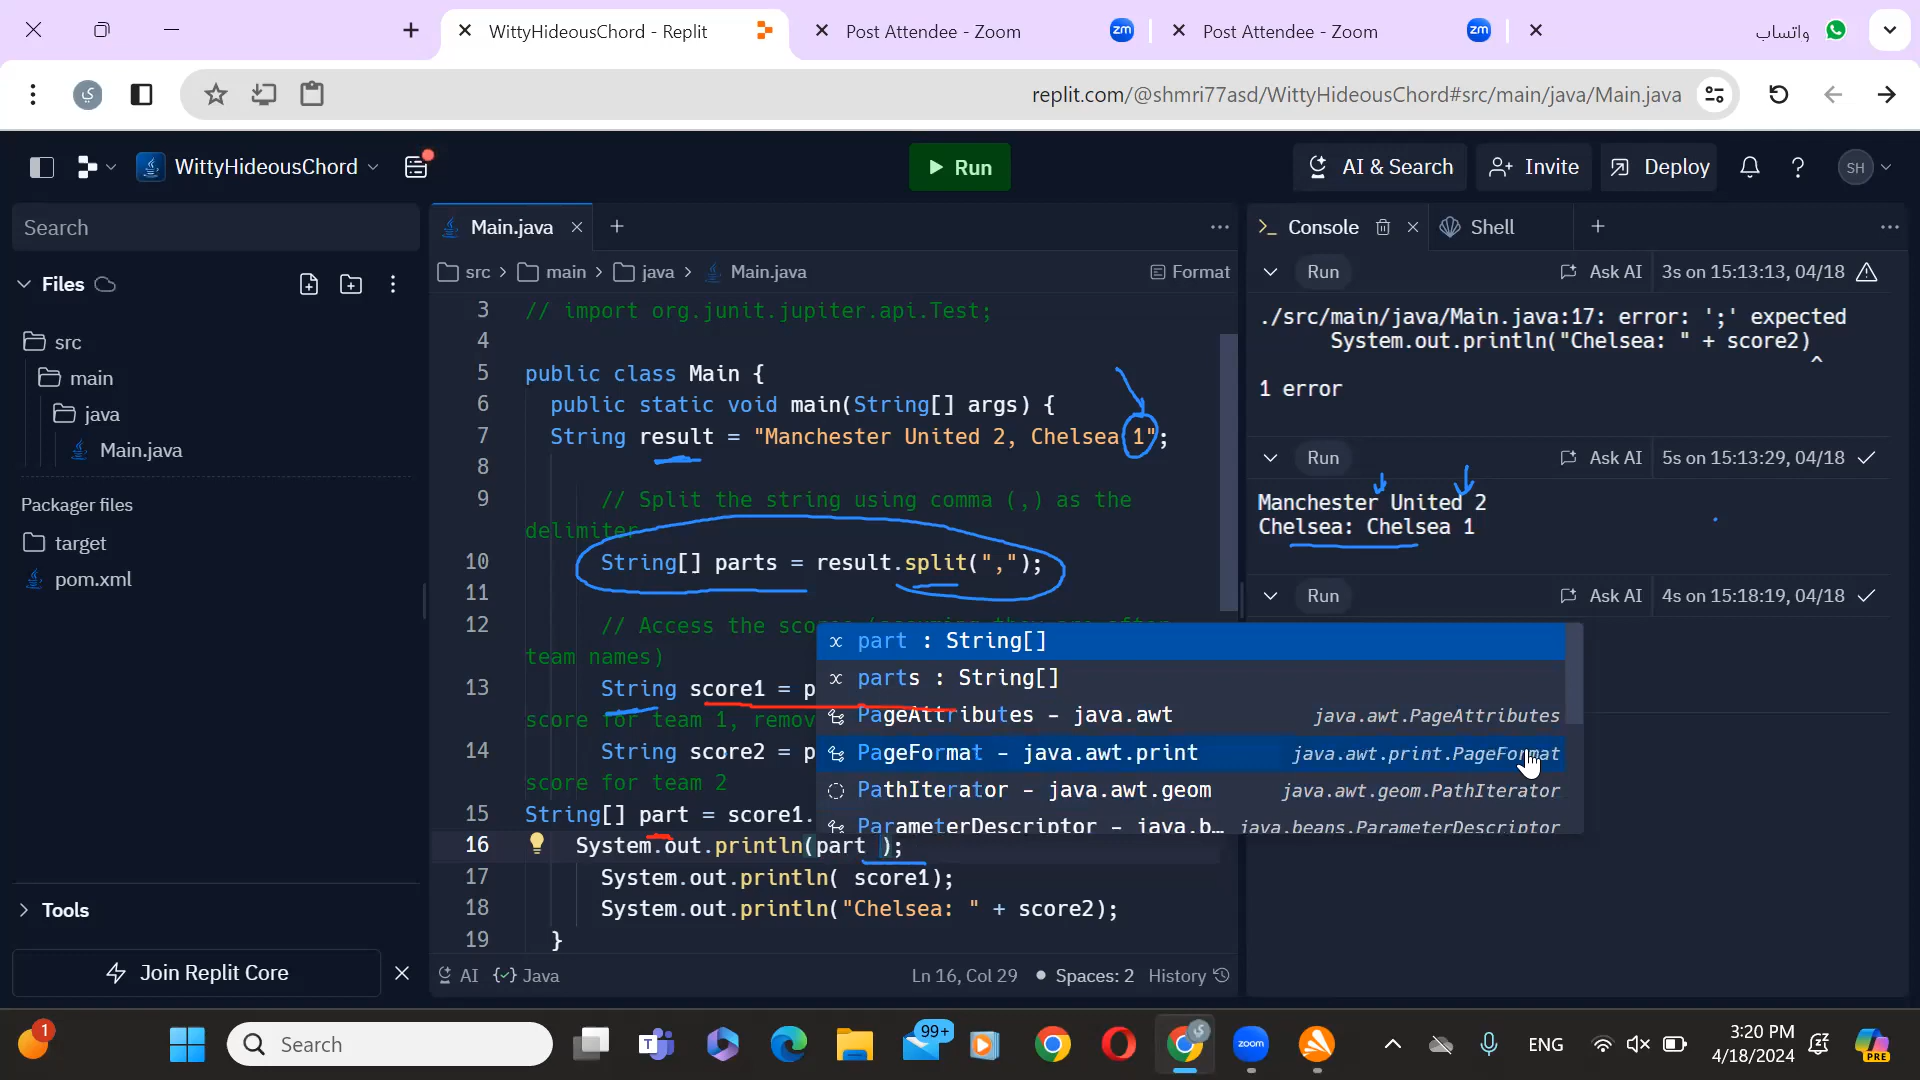 WittyHideousChord - Replit
Post Attendee - Zoom
zm
Post Attendee - Zoom
zm
واتساب
ي
replit.com/@shmri77asd/WittyHideousChord#src/main/java/Main.java
WittyHideousChord
Run
AI & Search
Invite
Deploy
SH
Search
Files
src
main
java
Main.java
Packager files
target
pom.xml
Tools
Join Replit Core
Main.java
src > main > java > Main.java
Format
3 // import org.junit.jupiter.api.Test;
4
5 public class Main {
6 public static void main(String[] args) {
7 String result = "Manchester United 2, Chelsea 1";
8
9 // Split the string using comma (,) as the
delimiter
10 String[] parts = result.split(",");
11
12 // Access the scores
team names)
13 String score1 = p
score for team 1, remov
14 String score2 = p
score for team 2
15 String[] part = score1.
16 System.out.println(part );
17 System.out.println( score1);
18 System.out.println("Chelsea: " + score2);
19 }
part : String[]
parts : String[]
PageAttributes – java.awt java.awt.PageAttributes
PageFormat – java.awt.print java.awt.print.PageFormat
PathIterator – java.awt.geom java.awt.geom.PathIterator
ParameterDescriptor – java.b… java.beans.ParameterDescriptor
AI
Java
Ln 16, Col 29
Spaces: 2
History
Console
Shell
Run
Ask AI
3s on 15:13:13, 04/18
./src/main/java/Main.java:17: error: ';' expected
System.out.println("Chelsea: " + score2)
^
1 error
Run
Ask AI
5s on 15:13:29, 04/18
Manchester United 2
Chelsea: Chelsea 1
Run
Ask AI
4s on 15:18:19, 04/18
1
Search
99+
zoom
ي
ENG
3:20 PM
4/18/2024
PRE